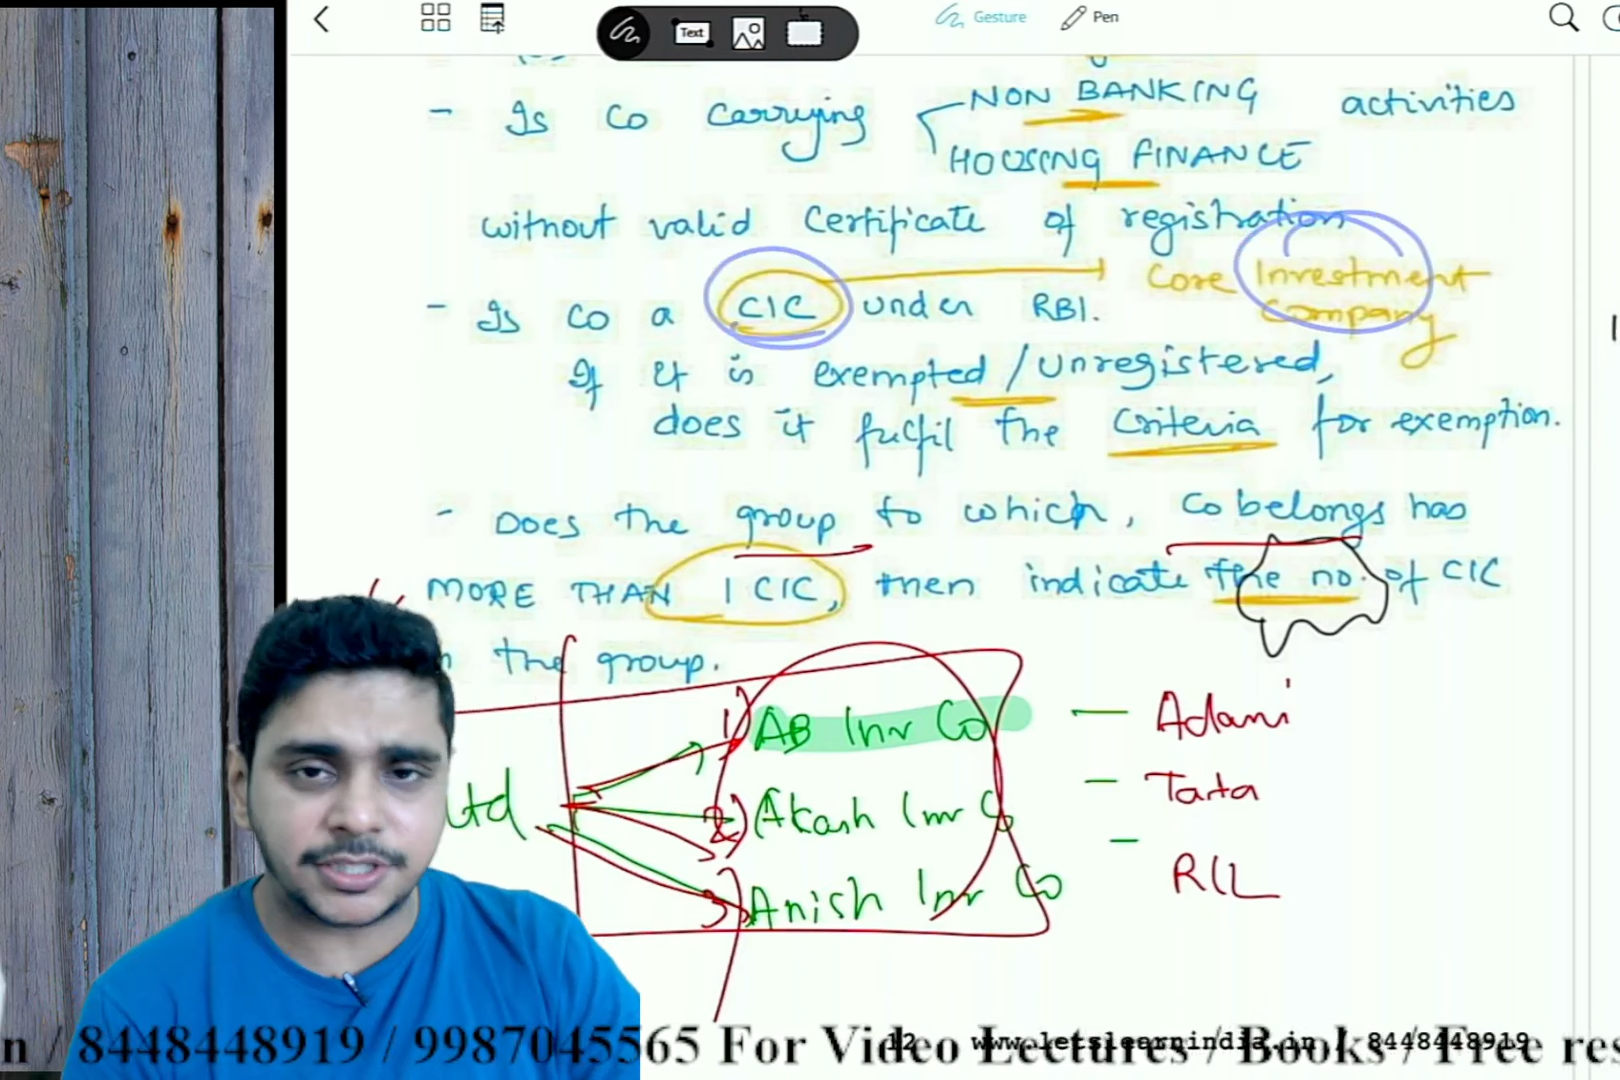 Text
Gesture
Pen
- Is co carrying NON BANKING activities
HOUSING FINANCE
without valid certificate of registration
Core Investment
Company
- Is co a CIC under RBI.
If it is exempted / Unregistered,
does it fulfil the criteria for exemption.
- Does the group to which, co belongs has
MORE THAN 1 CIC, then indicate the no. of CIC
the group.
1) AB Inv Co - Adani
Ltd 2) Akash Inv Co - Tata
3) Anish Inv Co - RIL
n / 8448448919 / 9987045565 For Video Lectures / Books / Free res
12 www.letslearnindia.in / 8448448919